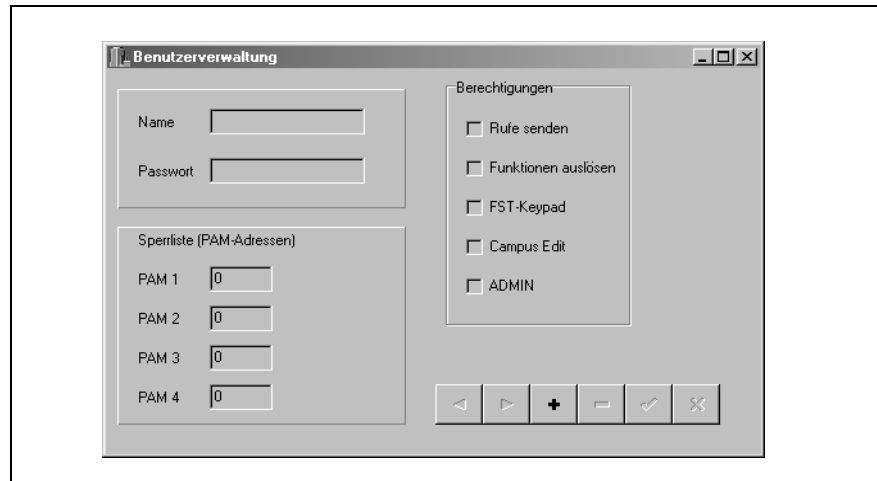 Benutzerverwaltung
Name
Passwort
Sperrliste (PAM-Adressen)
PAM 1 0
PAM 2 0
PAM 3 0
PAM 4 0
Berechtigungen
Rufe senden
Funktionen auslösen
FST-Keypad
Campus Edit
ADMIN